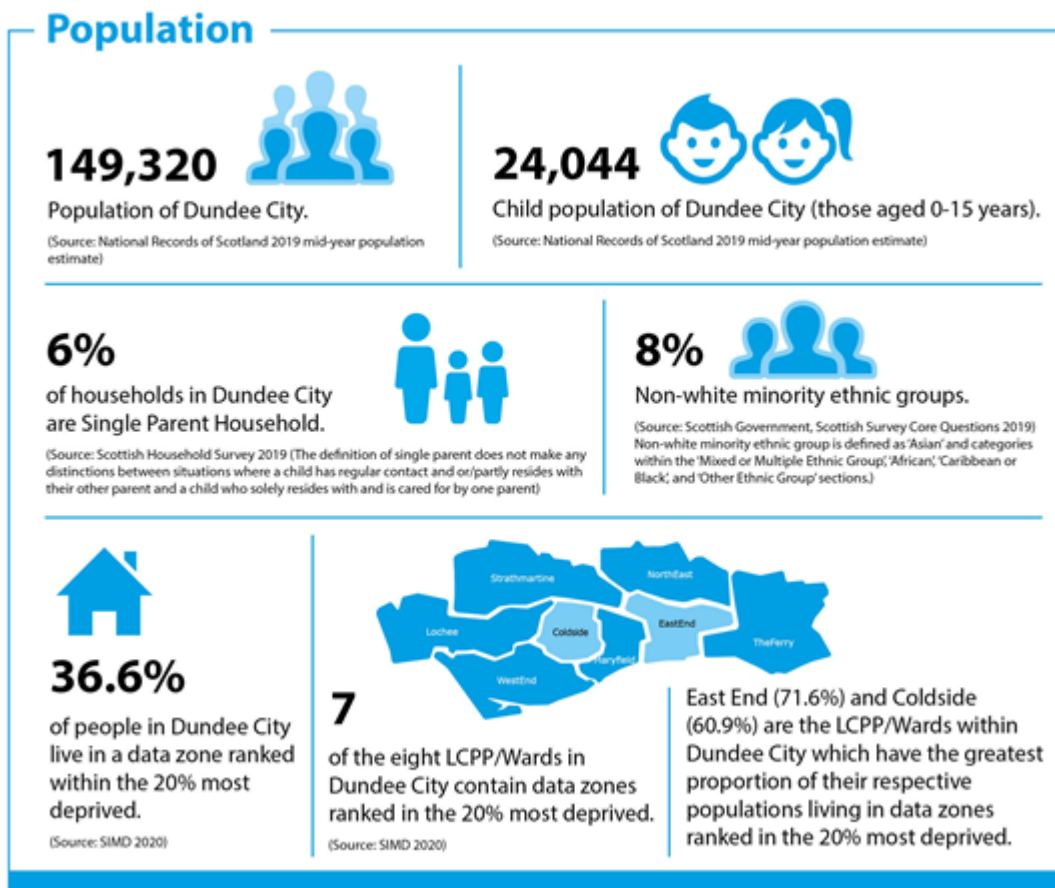 Population
149,320
Population of Dundee City.
(Source: National Records of Scotland 2019 mid-year population
estimate)
24,044
Child population of Dundee City (those aged 0-15 years).
(Source: National Records of Scotland 2019 mid-year population estimate)
6%
of households in Dundee City
are Single Parent Household.
(Source: Scottish Household Survey 2019 (The definition of single parent does not make any
distinctions between situations where a child has regular contact and or/partly resides with
their other parent and a child who solely resides with and is cared for by one parent)
8%
Non-white minority ethnic groups.
(Source: Scottish Government, Scottish Survey Core Questions 2019)
Non-white minority ethnic group is defined as 'Asian' and categories
within the 'Mixed or Multiple Ethnic Group', 'African', 'Caribbean or
Black', and 'Other Ethnic Group' sections.)
36.6%
of people in Dundee City
live in a data zone ranked
within the 20% most
deprived.
(Source: SIMD 2020)
Strathmartine
NorthEast
Lochee
Coldside
EastEnd
Maryfield
TheFerry
WestEnd
7
of the eight LCPP/Wards in
Dundee City contain data zones
ranked in the 20% most deprived.
(Source: SIMD 2020)
East End (71.6%) and Coldside
(60.9%) are the LCPP/Wards within
Dundee City which have the greatest
proportion of their respective
populations living in data zones
ranked in the 20% most deprived.